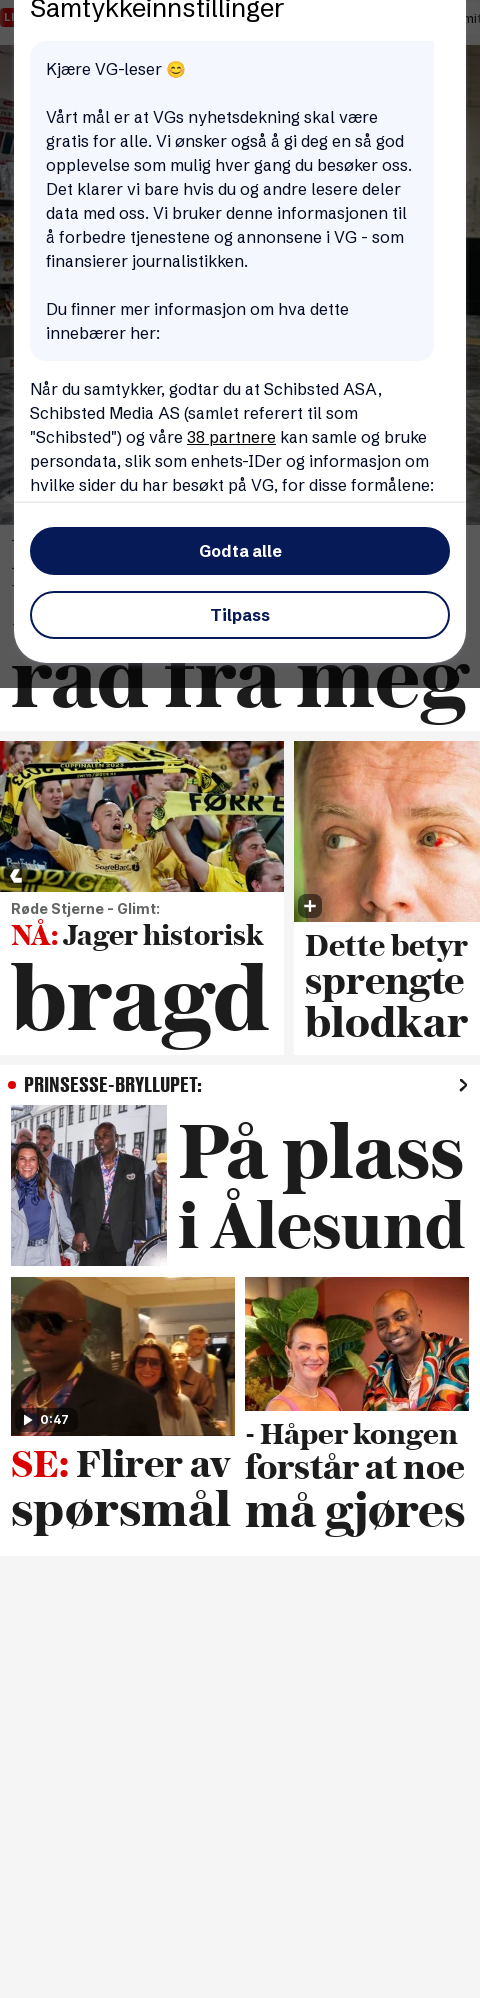 Samtykkeinnstillinger
Kjære VG-leser 😊
Vårt mål er at VGs nyhetsdekning skal være
gratis for alle. Vi ønsker også å gi deg en så god
opplevelse som mulig hver gang du besøker oss.
Det klarer vi bare hvis du og andre lesere deler
data med oss. Vi bruker denne informasjonen til
å forbedre tjenestene og annonsene i VG - som
finansierer journalistikken.
Du finner mer informasjon om hva dette
innebærer her:
Når du samtykker, godtar du at Schibsted ASA,
Schibsted Media AS (samlet referert til som
"Schibsted") og våre 38 partnere kan samle og bruke
persondata, slik som enhets-IDer og informasjon om
hvilke sider du har besøkt på VG, for disse formålene:
Godta alle
Tilpass
råd fra meg
CUPFINALEN 2023
FØRR E
SpareBank
Røde Stjerne - Glimt:
NÅ: Jager historisk
bragd
Dette betyr
sprengte
blodkar
PRINSESSE-BRYLLUPET:
På plass
i Ålesund
0:47
SE: Flirer av
spørsmål
- Håper kongen
forstår at noe
må gjøres